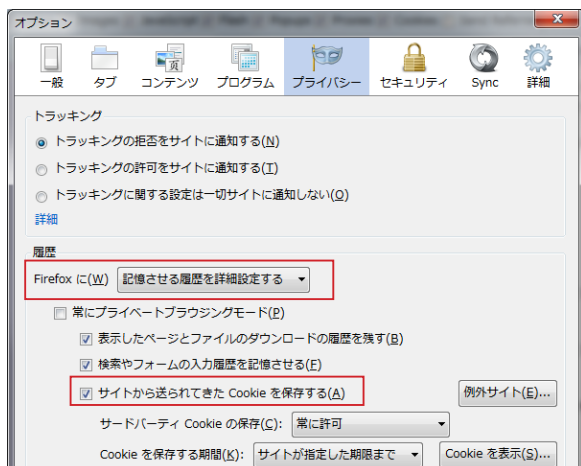 オプション
一般 タブ コンテンツ プログラム プライバシー セキュリティ Sync 詳細
トラッキング
トラッキングの拒否をサイトに通知する(N)
トラッキングの許可をサイトに通知する(T)
トラッキングに関する設定は一切サイトに通知しない(O)
詳細
履歴
Firefox に(W) 記憶させる履歴を詳細設定する
常にプライベートブラウジングモード(P)
表示したページとファイルのダウンロードの履歴を残す(B)
検索やフォームの入力履歴を記憶させる(F)
サイトから送られてきた Cookie を保存する(A) 例外サイト(E)...
サードパーティ Cookie の保存(C): 常に許可
Cookie を保存する期間(K): サイトが指定した期限まで Cookie を表示(S)...